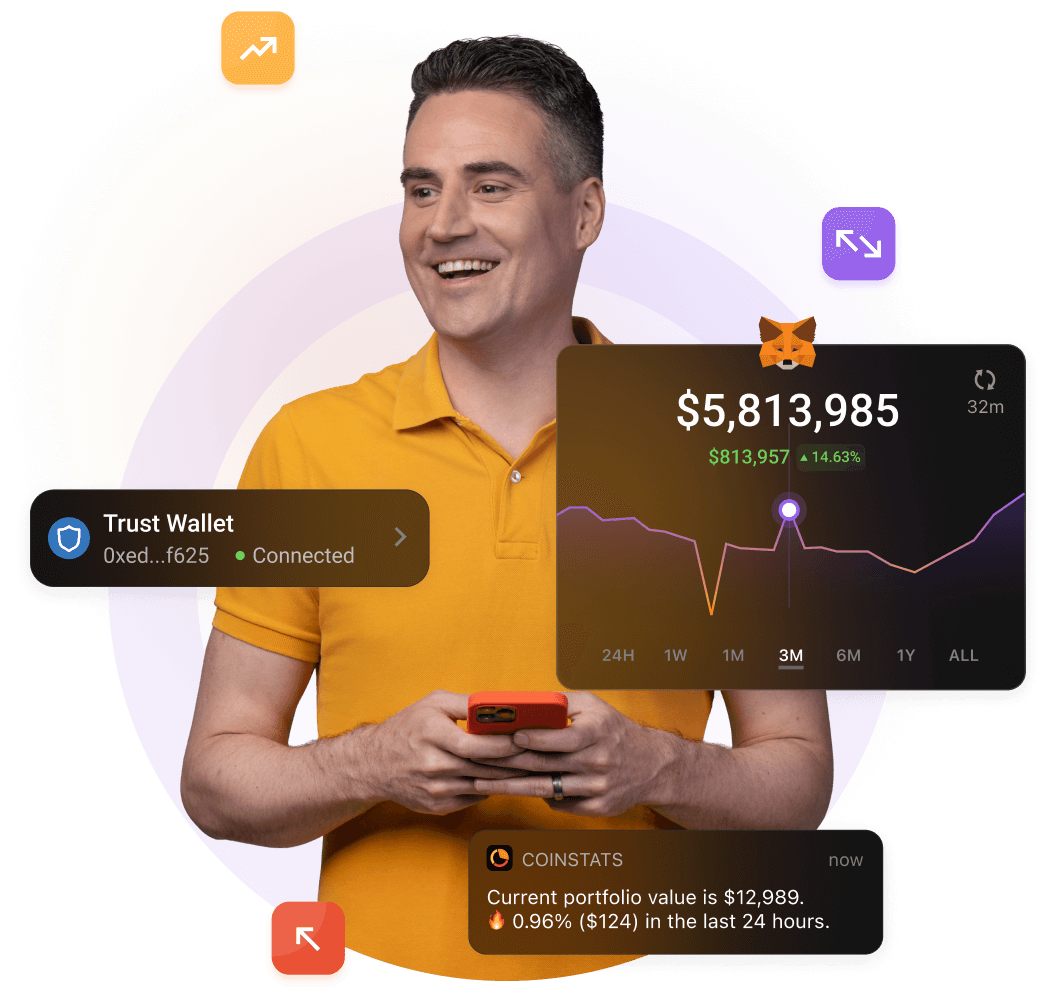 $5,813,985
32m
$813,957 ▲ 14.63%
Trust Wallet
0xed...f625 ● Connected
24H 1W 1M 3M 6M 1Y ALL
COINSTATS now
Current portfolio value is $12,989.
🔥 0.96% ($124) in the last 24 hours.